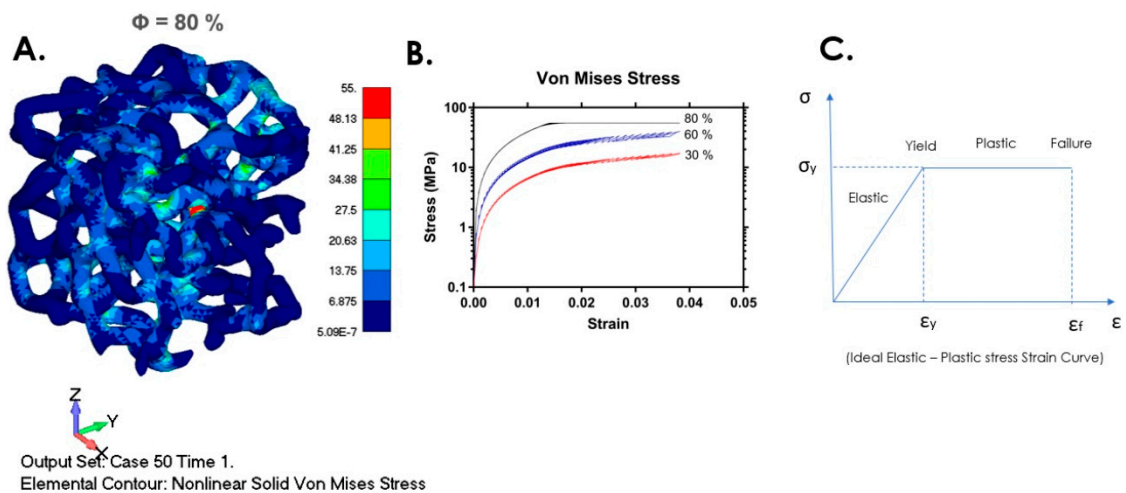 Φ = 80 %
A.
55.
48.13
41.25
34.38
27.5
20.63
13.75
6.875
5.09E-7
Z
Y
X
Output Set: Case 50 Time 1.
Elemental Contour: Nonlinear Solid Von Mises Stress
B.
Von Mises Stress
Stress (MPa)
100
10
1
0.1
80 %
60 %
30 %
0.00 0.01 0.02 0.03 0.04 0.05
Strain
C.
σ
σy
Yield Plastic Failure
Elastic
εy εf ε
(Ideal Elastic – Plastic stress Strain Curve)